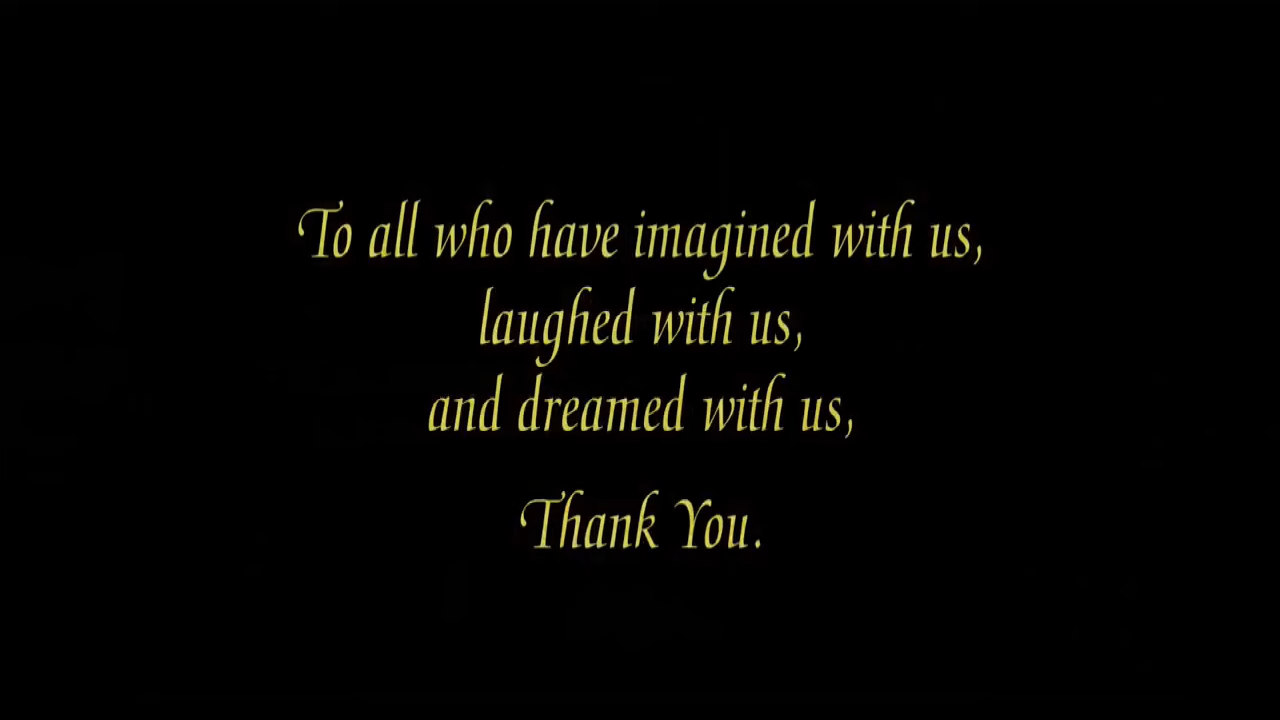 To all who have imagined with us,
laughed with us,
and dreamed with us,
Thank You.